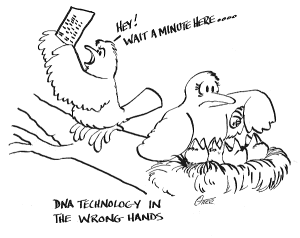 HEY!
WAIT A MINUTE HERE....
DNA TECHNOLOGY IN
THE WRONG HANDS